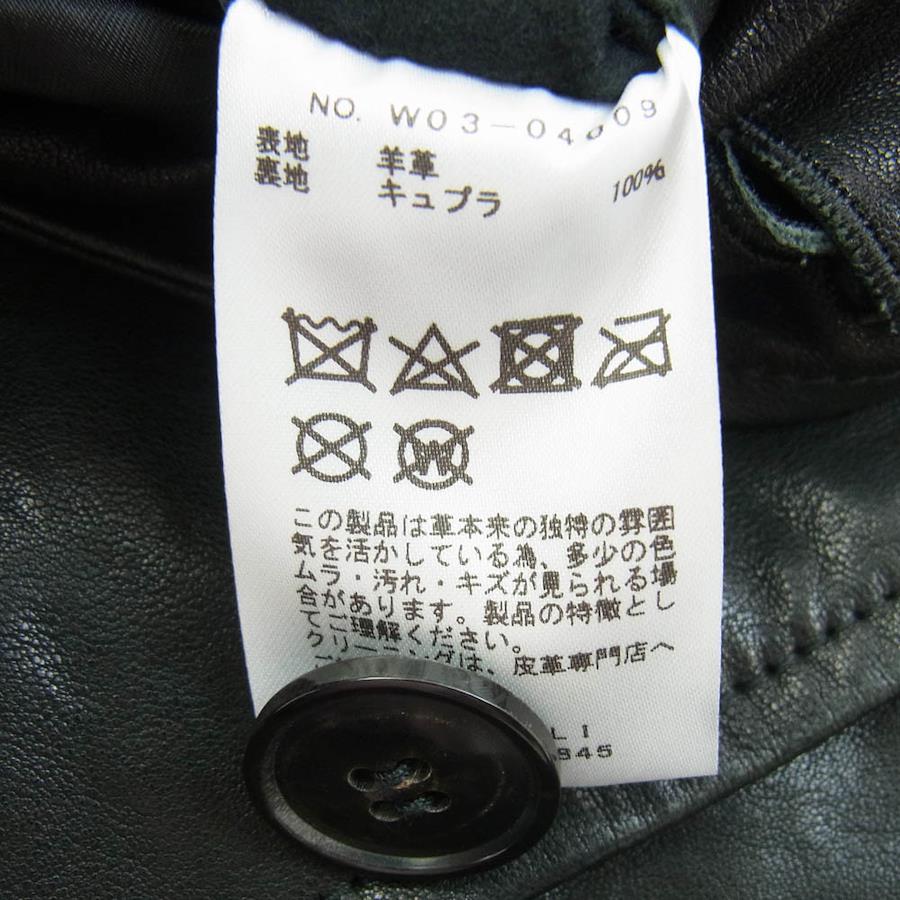 NO. W03-04009
表地 羊革
裏地 キュプラ 100%
W
この製品は革本来の独特の雰囲
気を活かしている為、多少の色
ムラ・汚れ・キズが見られる場
合があります。製品の特徴とし
てご理解ください。
クリーニングは、皮革専門店へ
LI
845